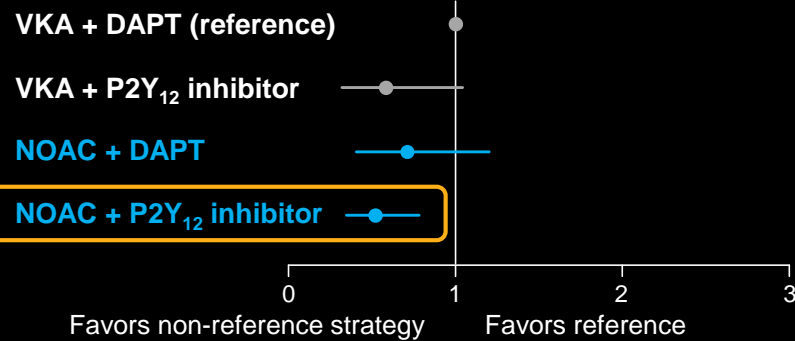 VKA + DAPT (reference)
VKA + P2Y₁₂ inhibitor
NOAC + DAPT
NOAC + P2Y₁₂ inhibitor
0 1 2 3
Favors non-reference strategy Favors reference